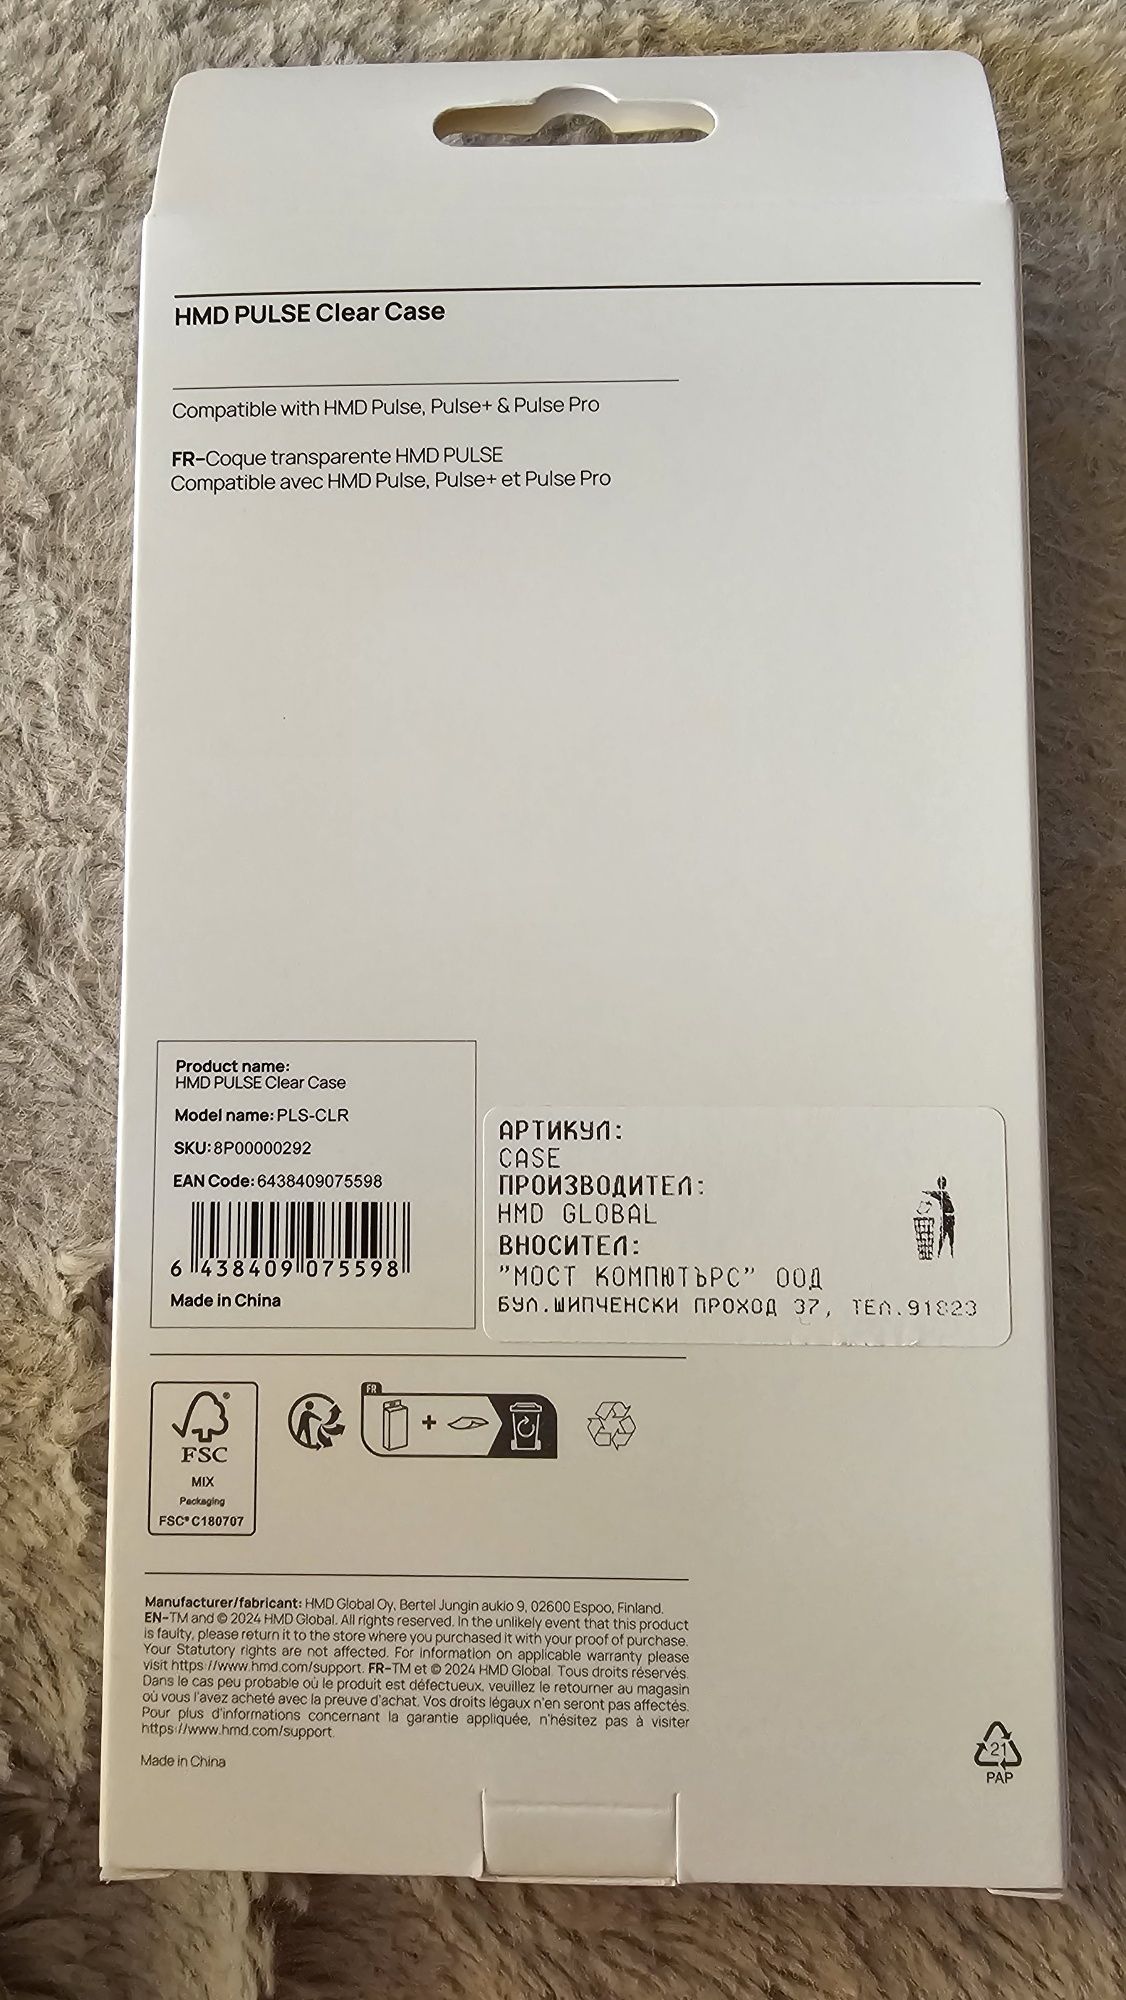 HMD PULSE Clear Case
Compatible with HMD Pulse, Pulse+ & Pulse Pro
FR–Coque transparente HMD PULSE
Compatible avec HMD Pulse, Pulse+ et Pulse Pro
Product name:
HMD PULSE Clear Case
Model name: PLS-CLR
SKU: 8P00000292
EAN Code: 6438409075598
6 438409 075598
Made in China
АРТИКУЛ:
CASE
ПРОИЗВОДИТЕЛ:
HMD GLOBAL
ВНОСИТЕЛ:
"МОСТ КОМПЮТЪРС" ООД
БУЛ.ШИПЧЕНСКИ ПРОХОД 37, ТЕЛ.91823
FSC
MIX
Packaging
FSC® C180707
FR
Manufacturer/fabricant: HMD Global Oy, Bertel Jungin aukio 9, 02600 Espoo, Finland.
EN–TM and © 2024 HMD Global. All rights reserved. In the unlikely event that this product
is faulty, please return it to the store where you purchased it with your proof of purchase.
Your Statutory rights are not affected. For information on applicable warranty please
visit https://www.hmd.com/support. FR–TM et © 2024 HMD Global. Tous droits réservés.
Dans le cas peu probable où le produit est défectueux, veuillez le retourner au magasin
où vous l'avez acheté avec la preuve d'achat. Vos droits légaux n'en seront pas affectés.
Pour plus d'informations concernant la garantie appliquée, n'hésitez pas à visiter
https://www.hmd.com/support.
Made in China
21
PAP